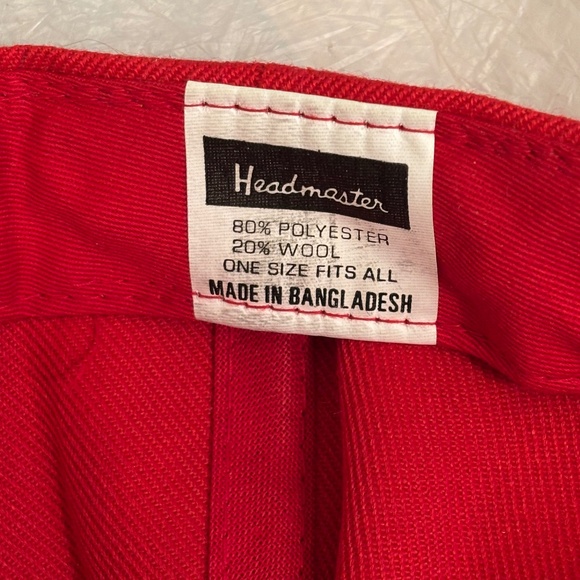 Headmaster
80% POLYESTER
20% WOOL
ONE SIZE FITS ALL
MADE IN BANGLADESH